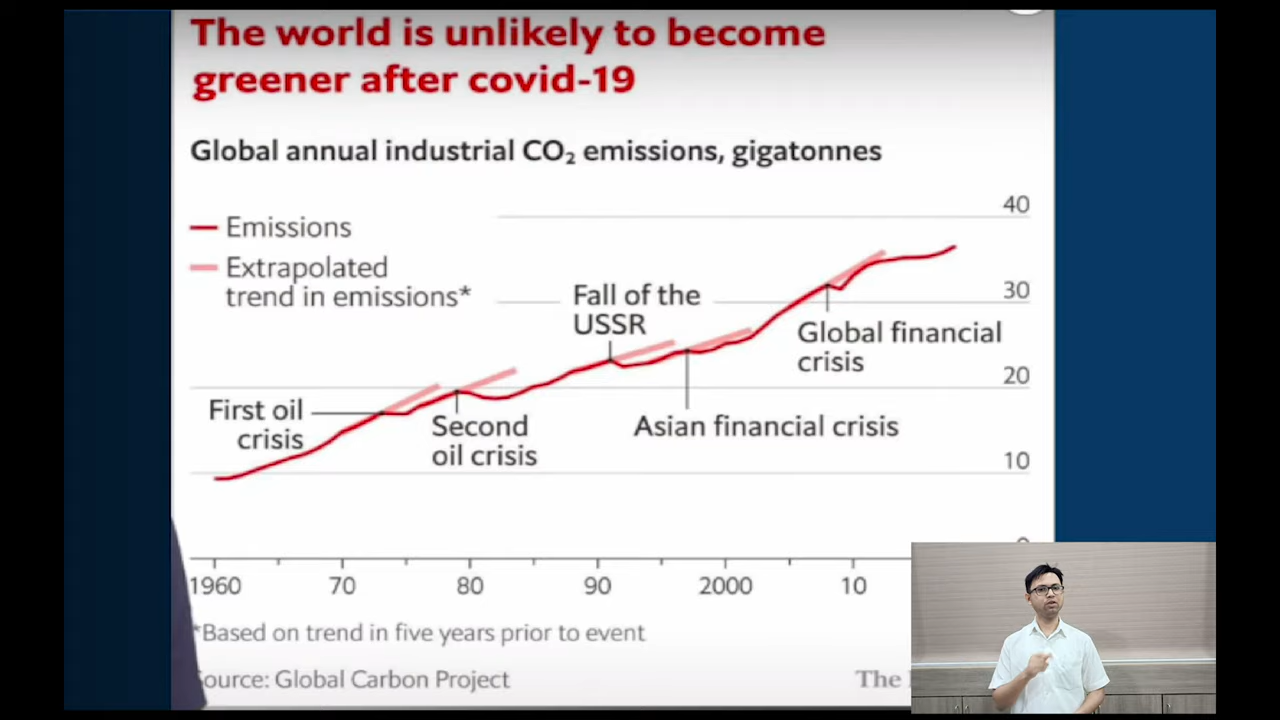 The world is unlikely to become
greener after covid-19
Global annual industrial CO₂ emissions, gigatonnes
40
Emissions
Extrapolated
trend in emissions*
Fall of the
USSR
30
Global financial
crisis
20
First oil
crisis
Second
oil crisis
Asian financial crisis
10
1960
70
80
90
2000
10
*Based on trend in five years prior to event
Source: Global Carbon Project
The